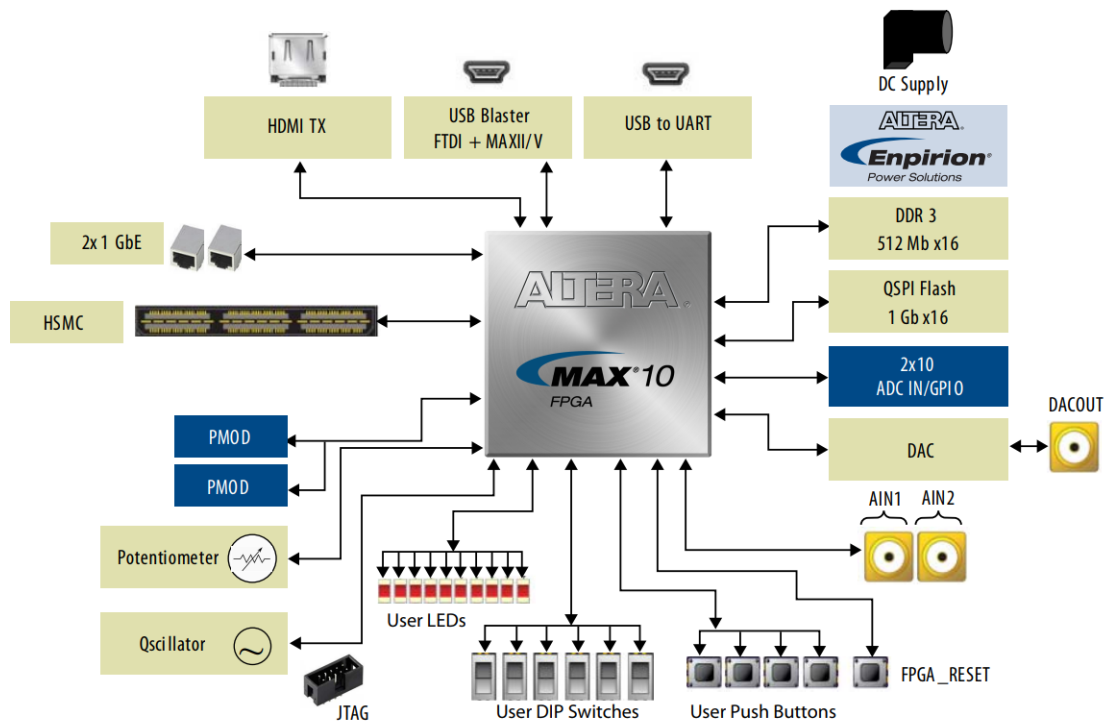 DC Supply
HDMI TX
USB Blaster
FTDI + MAXII/V
USB to UART
ALTERA®
Enpirion®
Power Solutions
2x 1 GbE
DDR 3
512 Mb x16
HSMC
ALTERA®
MAX® 10
FPGA
QSPI Flash
1 Gb x16
2x10
ADC IN/GPIO
DACOUT
PMOD
DAC
PMOD
AIN1
AIN2
Potentiometer
User LEDs
Qscillator
JTAG
User DIP Switches
User Push Buttons
FPGA_RESET